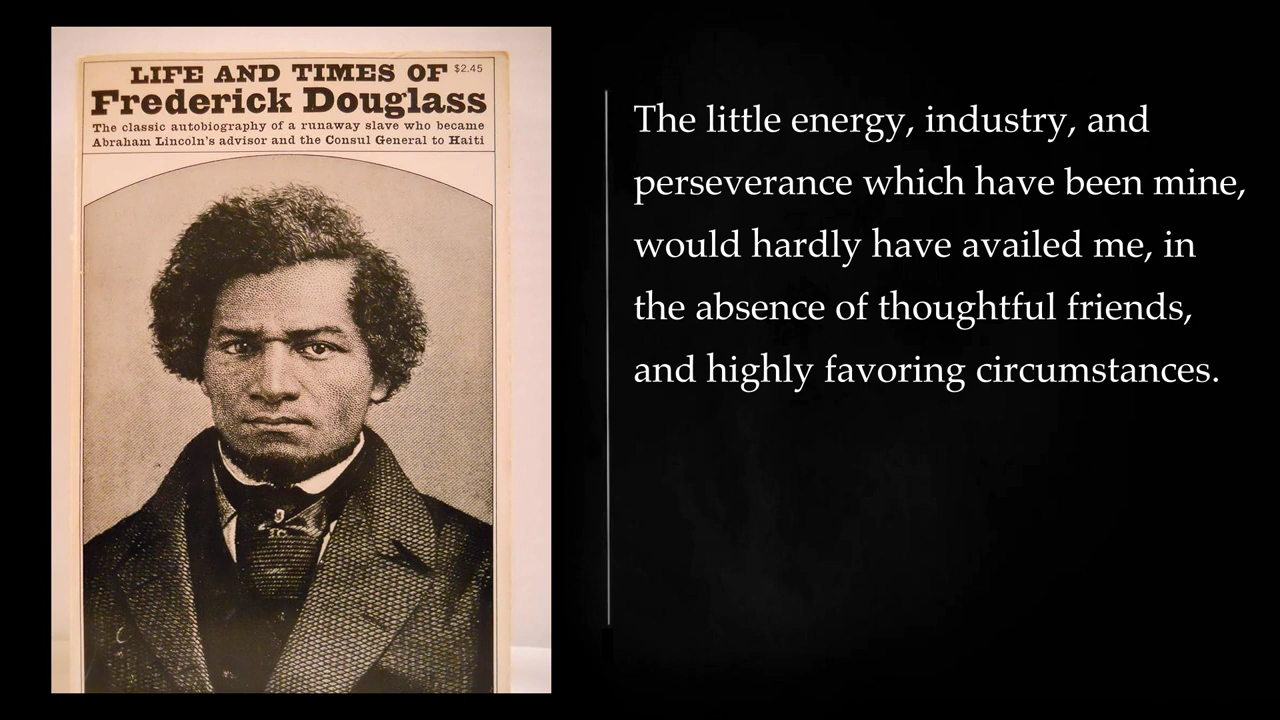 LIFE AND TIMES OF $2.45
Frederick Douglass
The classic autobiography of a runaway slave who became
Abraham Lincoln's advisor and the Consul General to Haiti
The little energy, industry, and
perseverance which have been mine,
would hardly have availed me, in
the absence of thoughtful friends,
and highly favoring circumstances.